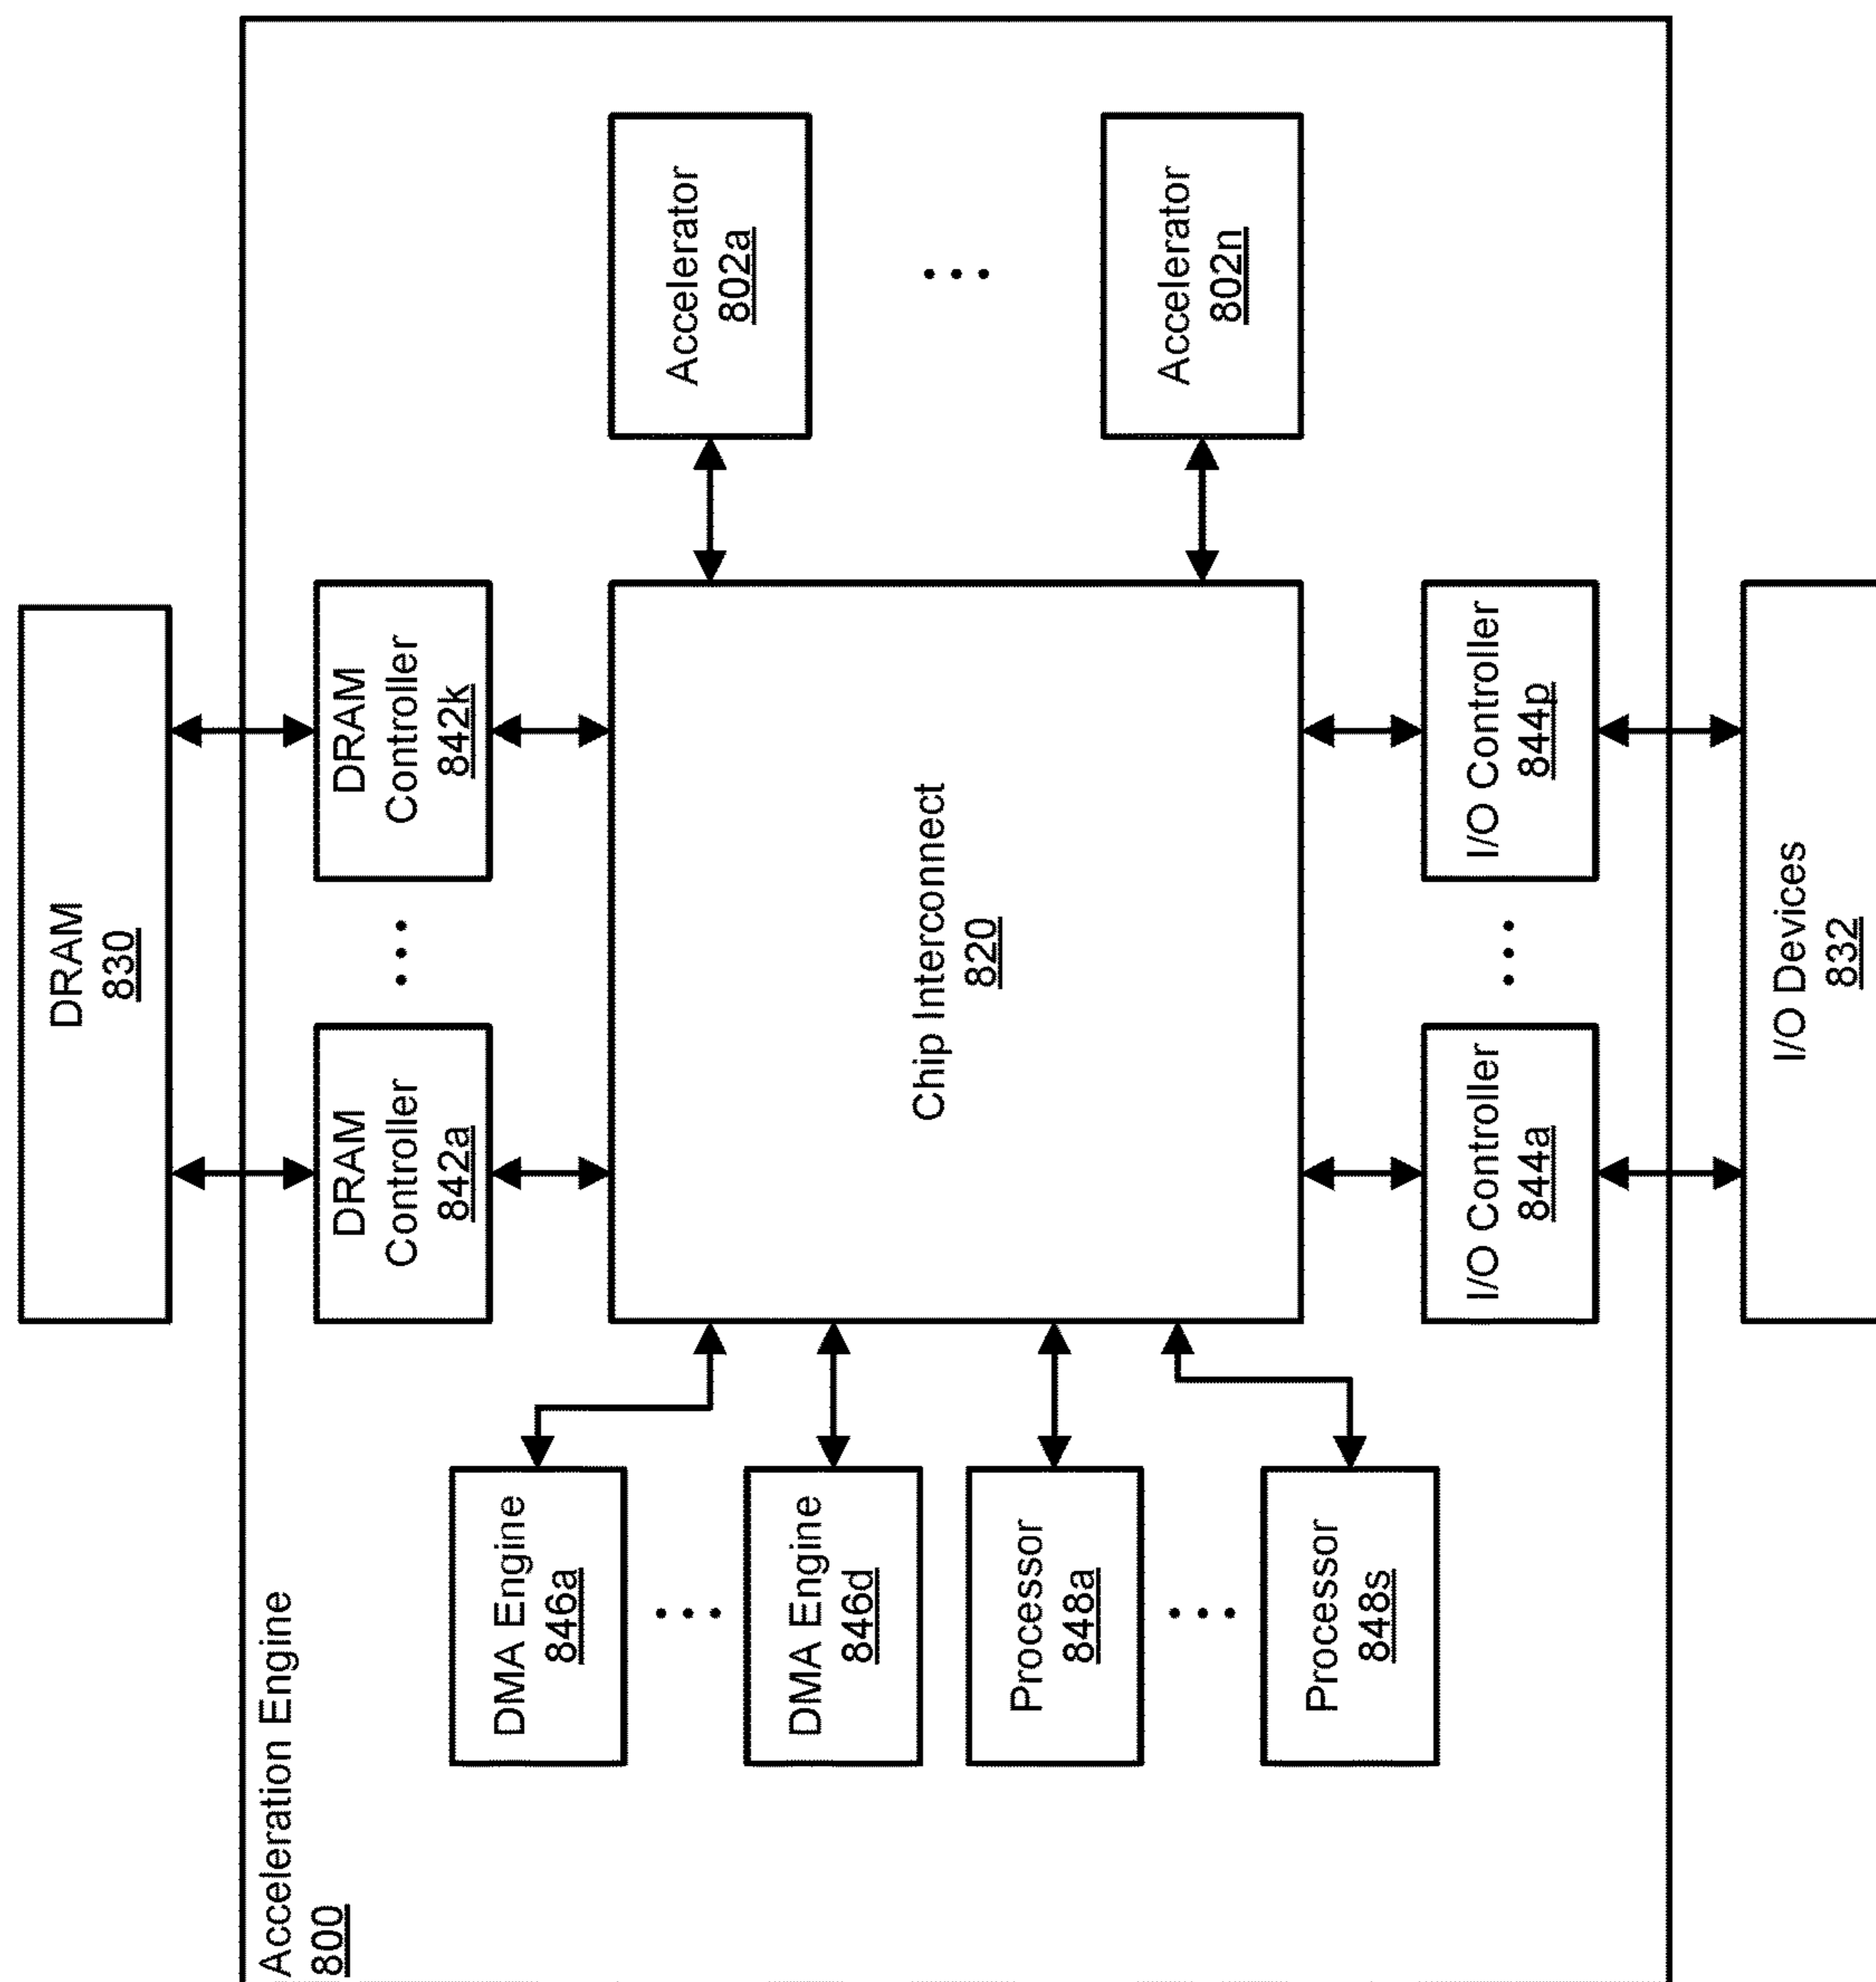 DRAM
830
Acceleration Engine
800
DRAM
Controller
842a
DRAM
Controller
842k
DMA Engine
846a
DMA Engine
846d
Processor
848a
Processor
848s
Chip Interconnect
820
Accelerator
802a
Accelerator
802n
I/O Controller
844a
I/O Controller
844p
I/O Devices
832